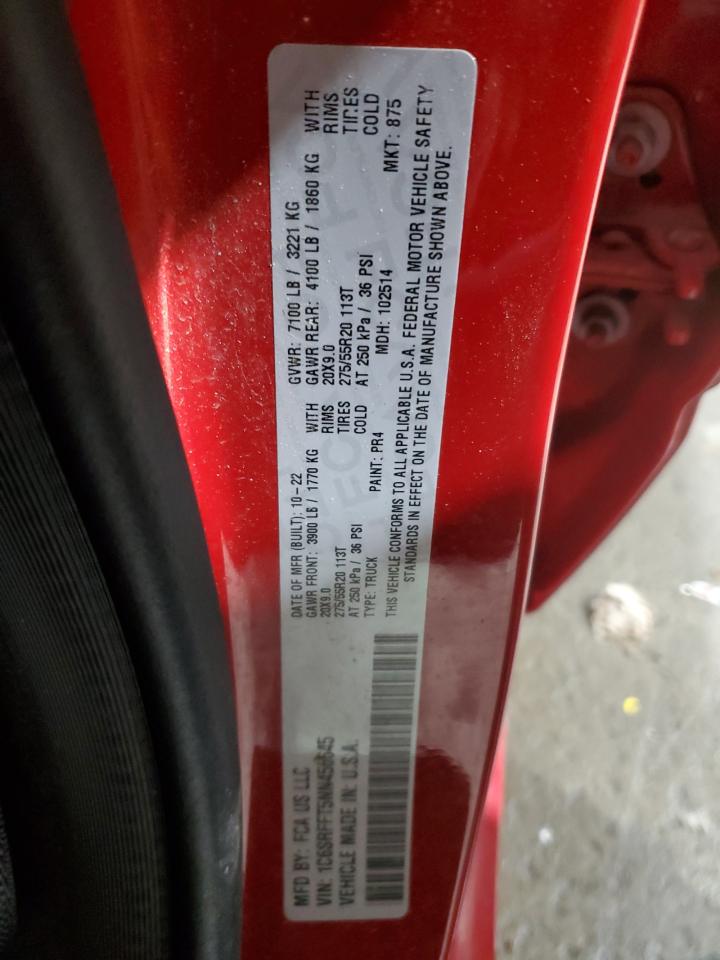 MFD BY: FCA US LLC
VIN:
VEHICLE MADE IN: U.S.A.
DATE OF MFR (BUILT): 10-22
GAWR FRONT: 3900 LB / 1770 KG WITH
20X9.0 RIMS
275/55R20 113T TIRES
AT 250 kPa / 36 PSI COLD
TYPE: TRUCK PAINT: PR4
GVWR: 7100 LB / 3221 KG
GAWR REAR: 4100 LB / 1860 KG WITH
20X9.0 RIMS
275/55R20 113T TIRES
AT 250 kPa / 36 PSI COLD
MDH: 102514 MKT: 875
THIS VEHICLE CONFORMS TO ALL APPLICABLE U.S.A. FEDERAL MOTOR VEHICLE SAFETY
STANDARDS IN EFFECT ON THE DATE OF MANUFACTURE SHOWN ABOVE.